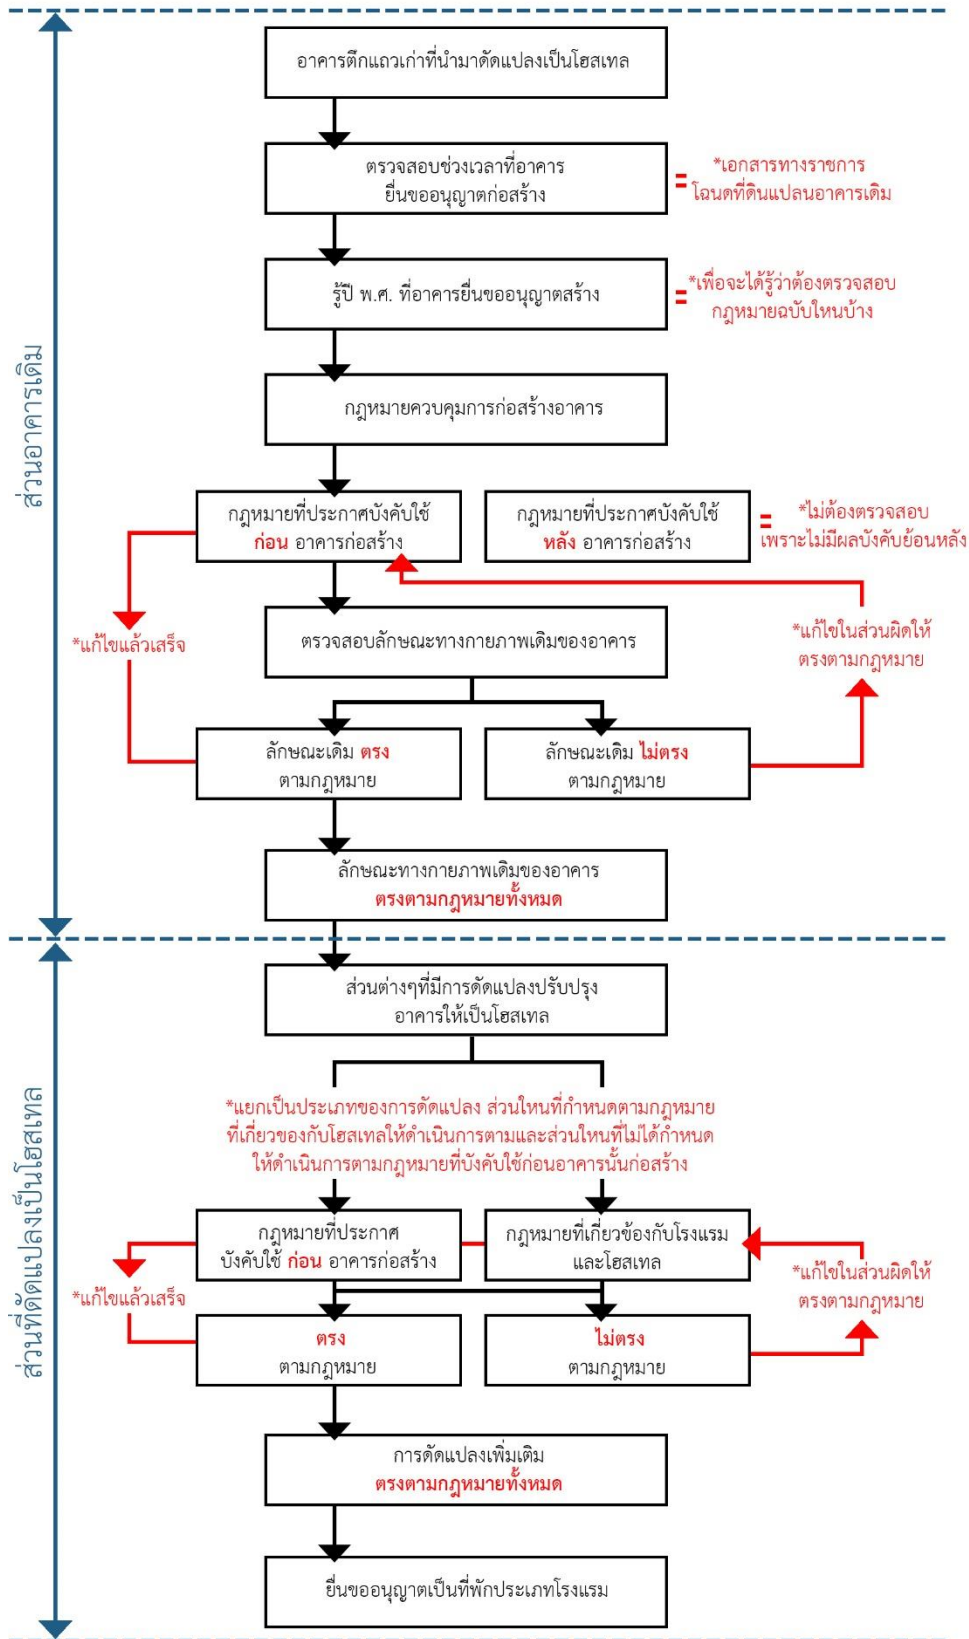 อาคารตึกแถวเก่าที่นำมาดัดแปลงเป็นโฮสเทล
ตรวจสอบช่วงเวลาที่อาคาร
ยื่นขออนุญาตก่อสร้าง
*เอกสารทางราชการ
โฉนดที่ดินแปลนอาคารเดิม
รู้ปี พ.ศ. ที่อาคารยื่นขออนุญาตสร้าง
*เพื่อจะได้รู้ว่าต้องตรวจสอบ
กฎหมายฉบับใหนบ้าง
ส่วนอาคารเดิม
กฎหมายควบคุมการก่อสร้างอาคาร
กฎหมายที่ประกาศบังคับใช้
ก่อน อาคารก่อสร้าง
กฎหมายที่ประกาศบังคับใช้
หลัง อาคารก่อสร้าง
*ไม่ต้องตรวจสอบ
เพราะไม่มีผลบังคับย้อนหลัง
*แก้ไขแล้วเสร็จ
ตรวจสอบลักษณะทางกายภาพเดิมของอาคาร
*แก้ไขในส่วนผิดให้
ตรงตามกฎหมาย
ลักษณะเดิม ตรง
ตามกฎหมาย
ลักษณะเดิม ไม่ตรง
ตามกฎหมาย
ลักษณะทางกายภาพเดิมของอาคาร
ตรงตามกฎหมายทั้งหมด
ส่วนต่างๆที่มีการดัดแปลงปรับปรุง
อาคารให้เป็นโฮสเทล
*แยกเป็นประเภทของการดัดแปลง ส่วนใหนที่กำหนดตามกฎหมาย
ที่เกี่ยวของกับโฮสเทลให้ดำเนินการตามและส่วนใหนที่ไม่ได้กำหนด
ให้ดำเนินการตามกฎหมายที่บังคับใช้ก่อนอาคารนั้นก่อสร้าง
ส่วนที่ดัดแปลงเป็นโฮสเทล
กฎหมายที่ประกาศ
บังคับใช้ ก่อน อาคารก่อสร้าง
กฎหมายที่เกี่ยวข้องกับโรงแรม
และโฮสเทล
*แก้ไขแล้วเสร็จ
*แก้ไขในส่วนผิดให้
ตรงตามกฎหมาย
ตรง
ตามกฎหมาย
ไม่ตรง
ตามกฎหมาย
การดัดแปลงเพิ่มเติม
ตรงตามกฎหมายทั้งหมด
ยื่นขออนุญาตเป็นที่พักประเภทโรงแรม